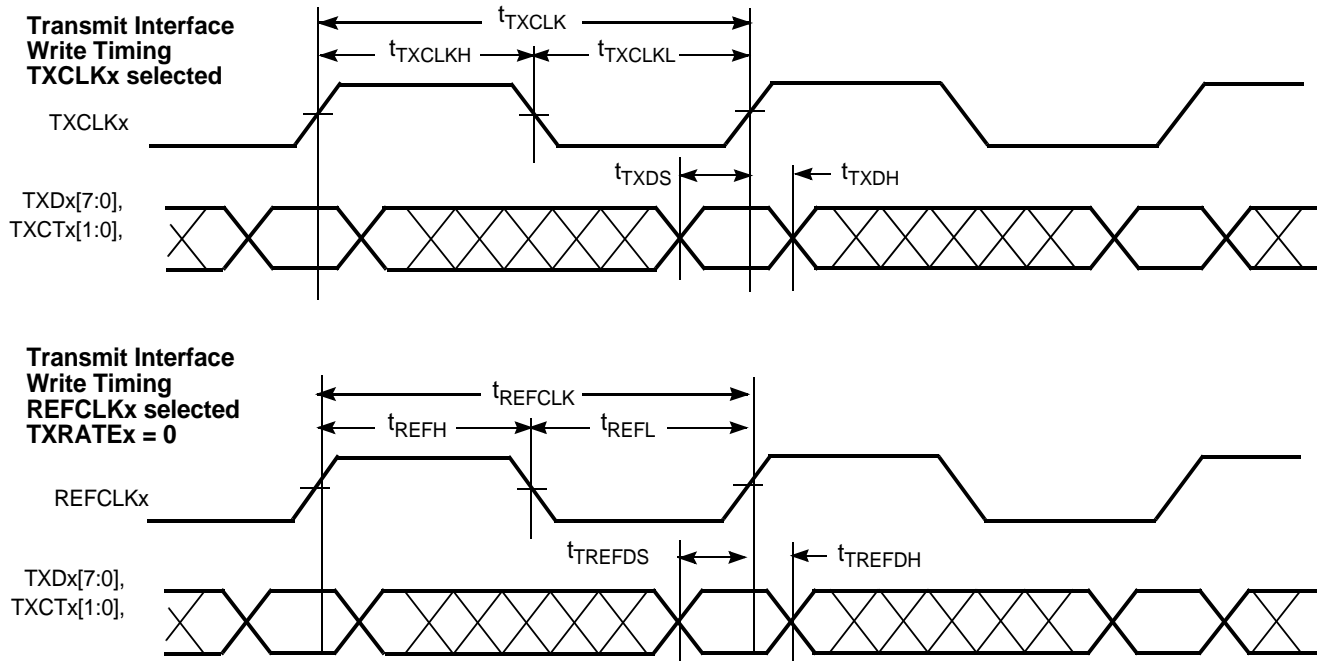 Transmit Interface
Write Timing
TXCLKx selected
tTXCLK
tTXCLKH
tTXCLKL
TXCLKx
tTXDS
tTXDH
TXDx[7:0],
TXCTx[1:0],
Transmit Interface
Write Timing
REFCLKx selected
TXRATEx = 0
tREFCLK
tREFH
tREFL
REFCLKx
tTREFDS
tTREFDH
TXDx[7:0],
TXCTx[1:0],